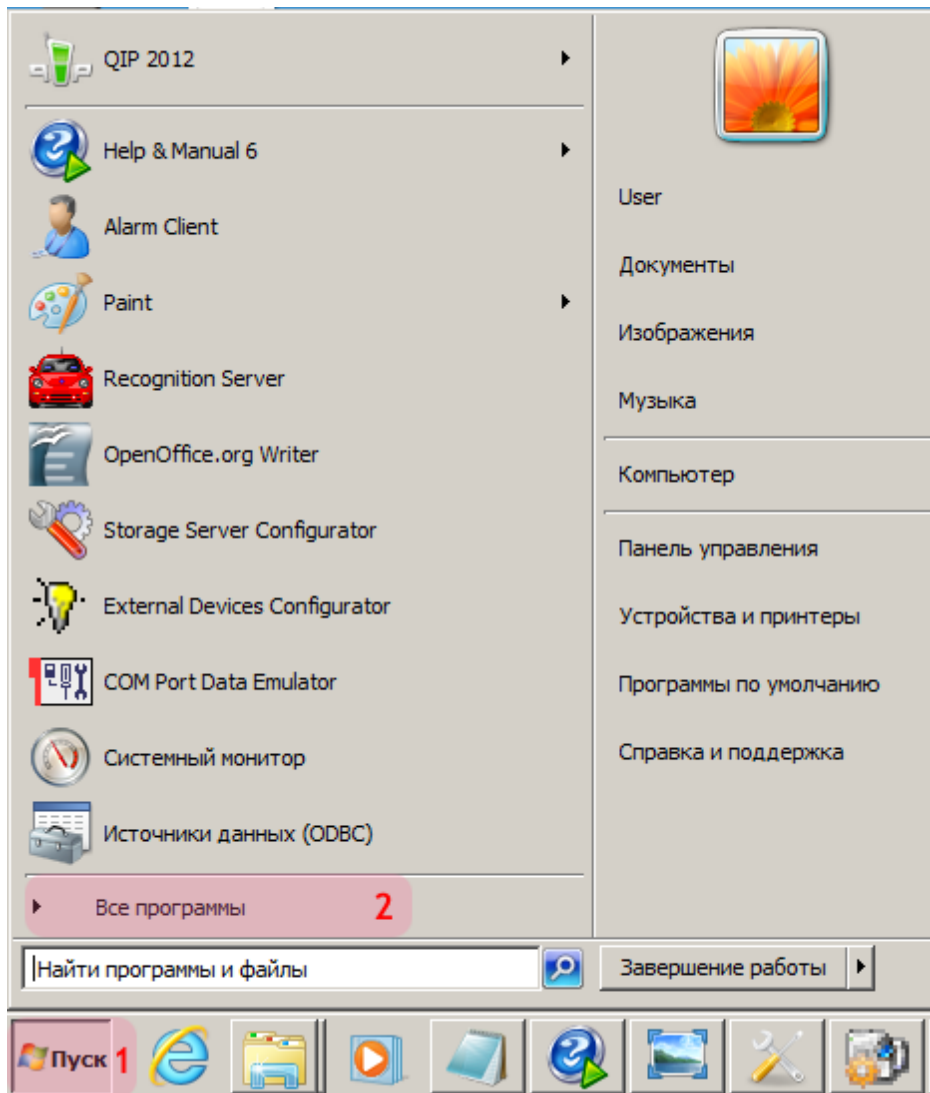 QIP 2012
Help & Manual 6
Alarm Client
Paint
Recognition Server
OpenOffice.org Writer
Storage Server Configurator
External Devices Configurator
COM Port Data Emulator
Системный монитор
Источники данных (ODBC)
Все программы 2
Найти программы и файлы
User
Документы
Изображения
Музыка
Компьютер
Панель управления
Устройства и принтеры
Программы по умолчанию
Справка и поддержка
Завершение работы
Пуск 1